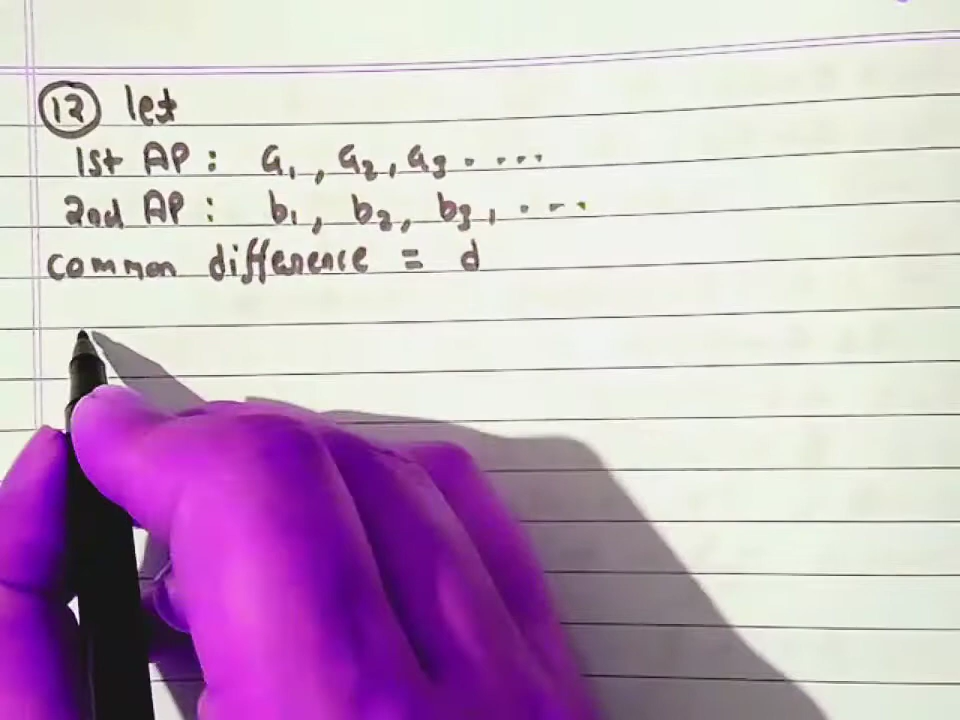 12 let
1st AP : a1, a2, a3 . ...
2nd AP : b1, b2, b3, . ...
common difference = d